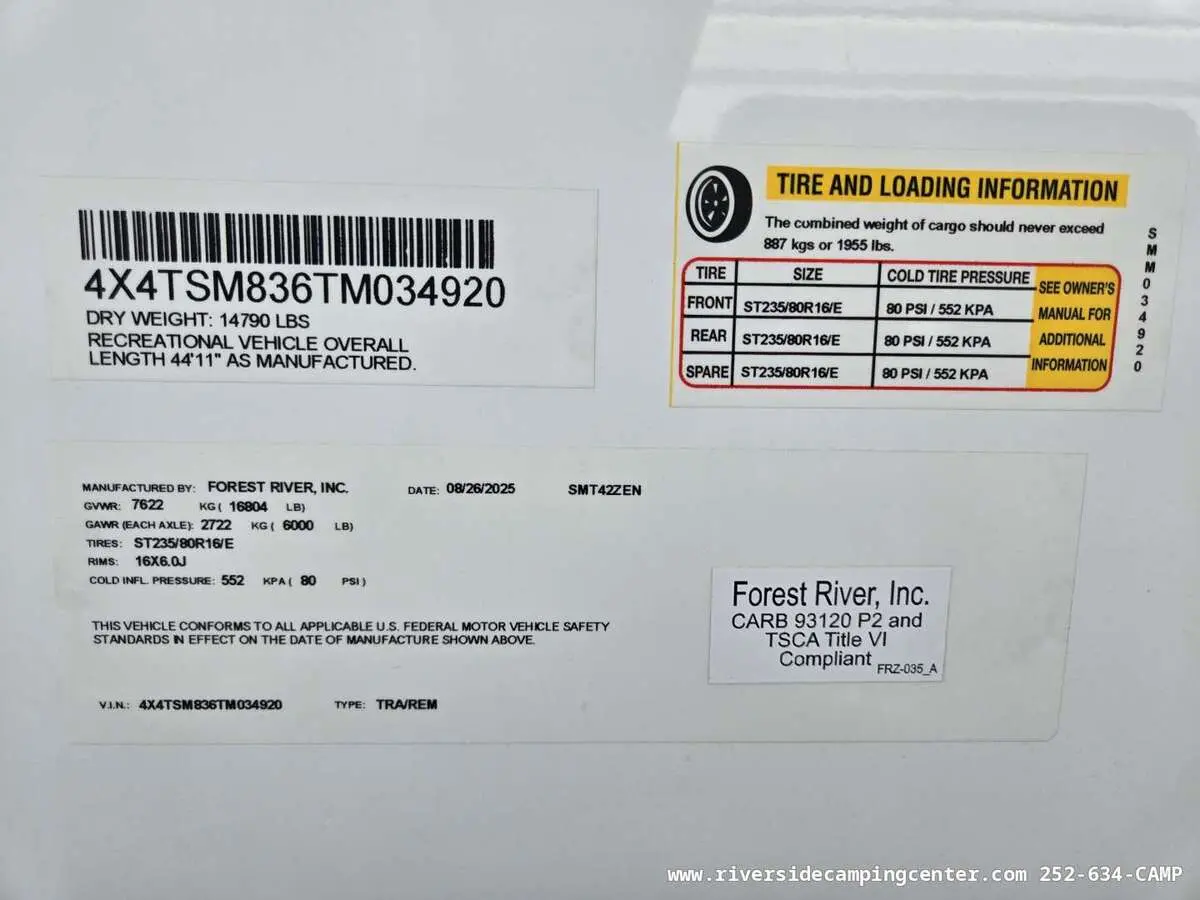 4X4TSM836TM034920
DRY WEIGHT: 14790 LBS
RECREATIONAL VEHICLE OVERALL
LENGTH 44'11" AS MANUFACTURED.
TIRE AND LOADING INFORMATION
The combined weight of cargo should never exceed
887 kgs or 1955 lbs.
TIRE SIZE COLD TIRE PRESSURE
FRONT ST235/80R16/E 80 PSI / 552 KPA
REAR ST235/80R16/E 80 PSI / 552 KPA
SPARE ST235/80R16/E 80 PSI / 552 KPA
SEE OWNER'S
MANUAL FOR
ADDITIONAL
INFORMATION
SMM034920
MANUFACTURED BY: FOREST RIVER, INC. DATE: 08/26/2025 SMT42ZEN
GVWR: 7622 KG ( 16804 LB)
GAWR (EACH AXLE): 2722 KG ( 6000 LB)
TIRES: ST235/80R16/E
RIMS: 16X6.0J
COLD INFL. PRESSURE: 552 KPA ( 80 PSI )
THIS VEHICLE CONFORMS TO ALL APPLICABLE U.S. FEDERAL MOTOR VEHICLE SAFETY
STANDARDS IN EFFECT ON THE DATE OF MANUFACTURE SHOWN ABOVE.
V.I.N.: 4X4TSM836TM034920 TYPE: TRA/REM
Forest River, Inc.
CARB 93120 P2 and
TSCA Title VI
Compliant FRZ-035_A
www.riversidecampingcenter.com 252-634-CAMP